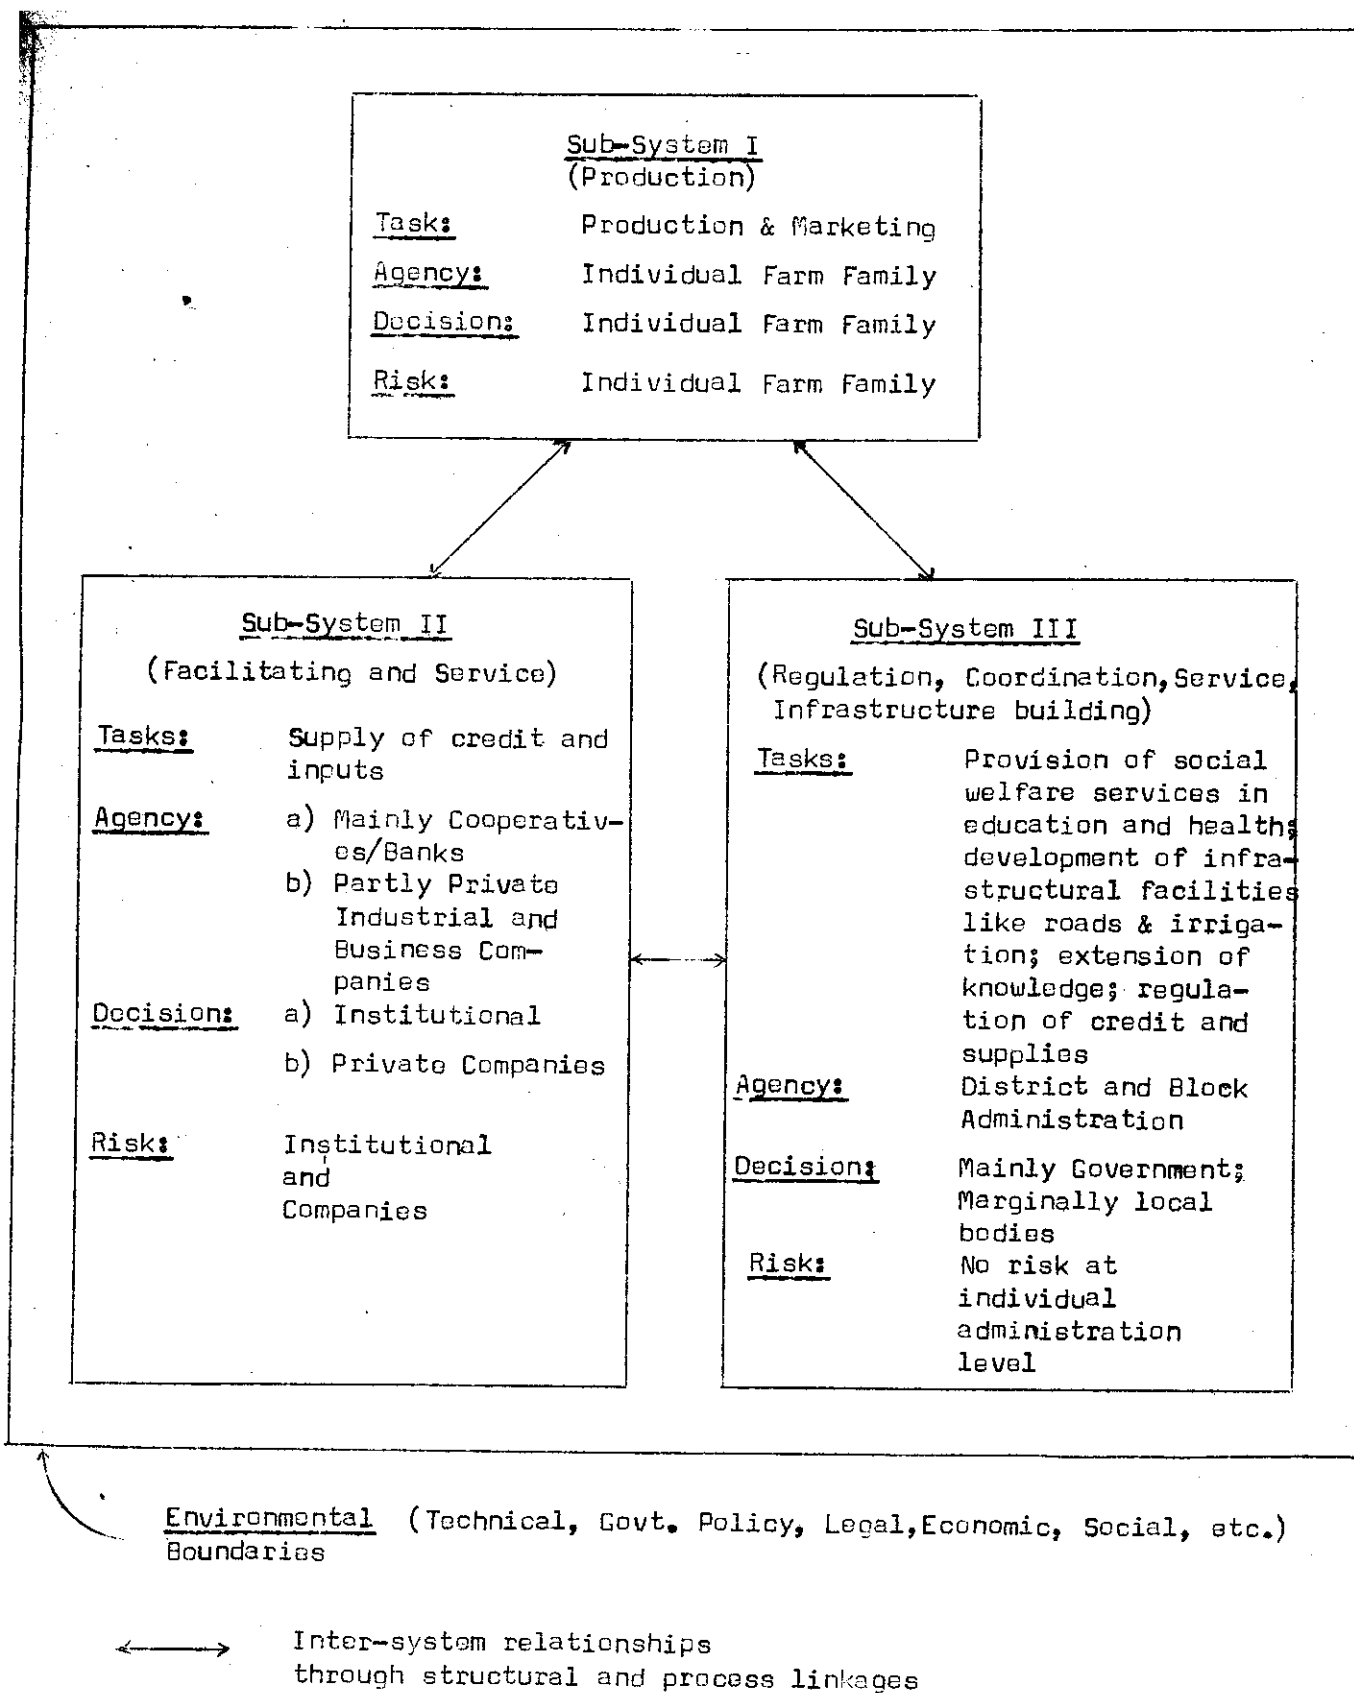 Sub-System I
(Production)
Task: Production & Marketing
Agency: Individual Farm Family
Decision: Individual Farm Family
Risk: Individual Farm Family
Sub-System II
(Facilitating and Service)
Tasks: Supply of credit and
inputs
Agency: a) Mainly Cooperativ-
es/Banks
b) Partly Private
Industrial and
Business Com-
panies
Decision: a) Institutional
b) Private Companies
Risk: Institutional
and
Companies
Sub-System III
(Regulation, Coordination, Service,
Infrastructure building)
Tasks: Provision of social
welfare services in
education and health;
development of infra-
structural facilities
like roads & irriga-
tion; extension of
knowledge; regula-
tion of credit and
supplies
Agency: District and Block
Administration
Decision: Mainly Government;
Marginally local
bodies
Risk: No risk at
individual
administration
level
Environmental (Technical, Govt. Policy, Legal, Economic, Social, etc.)
Boundaries
Inter-system relationships
through structural and process linkages